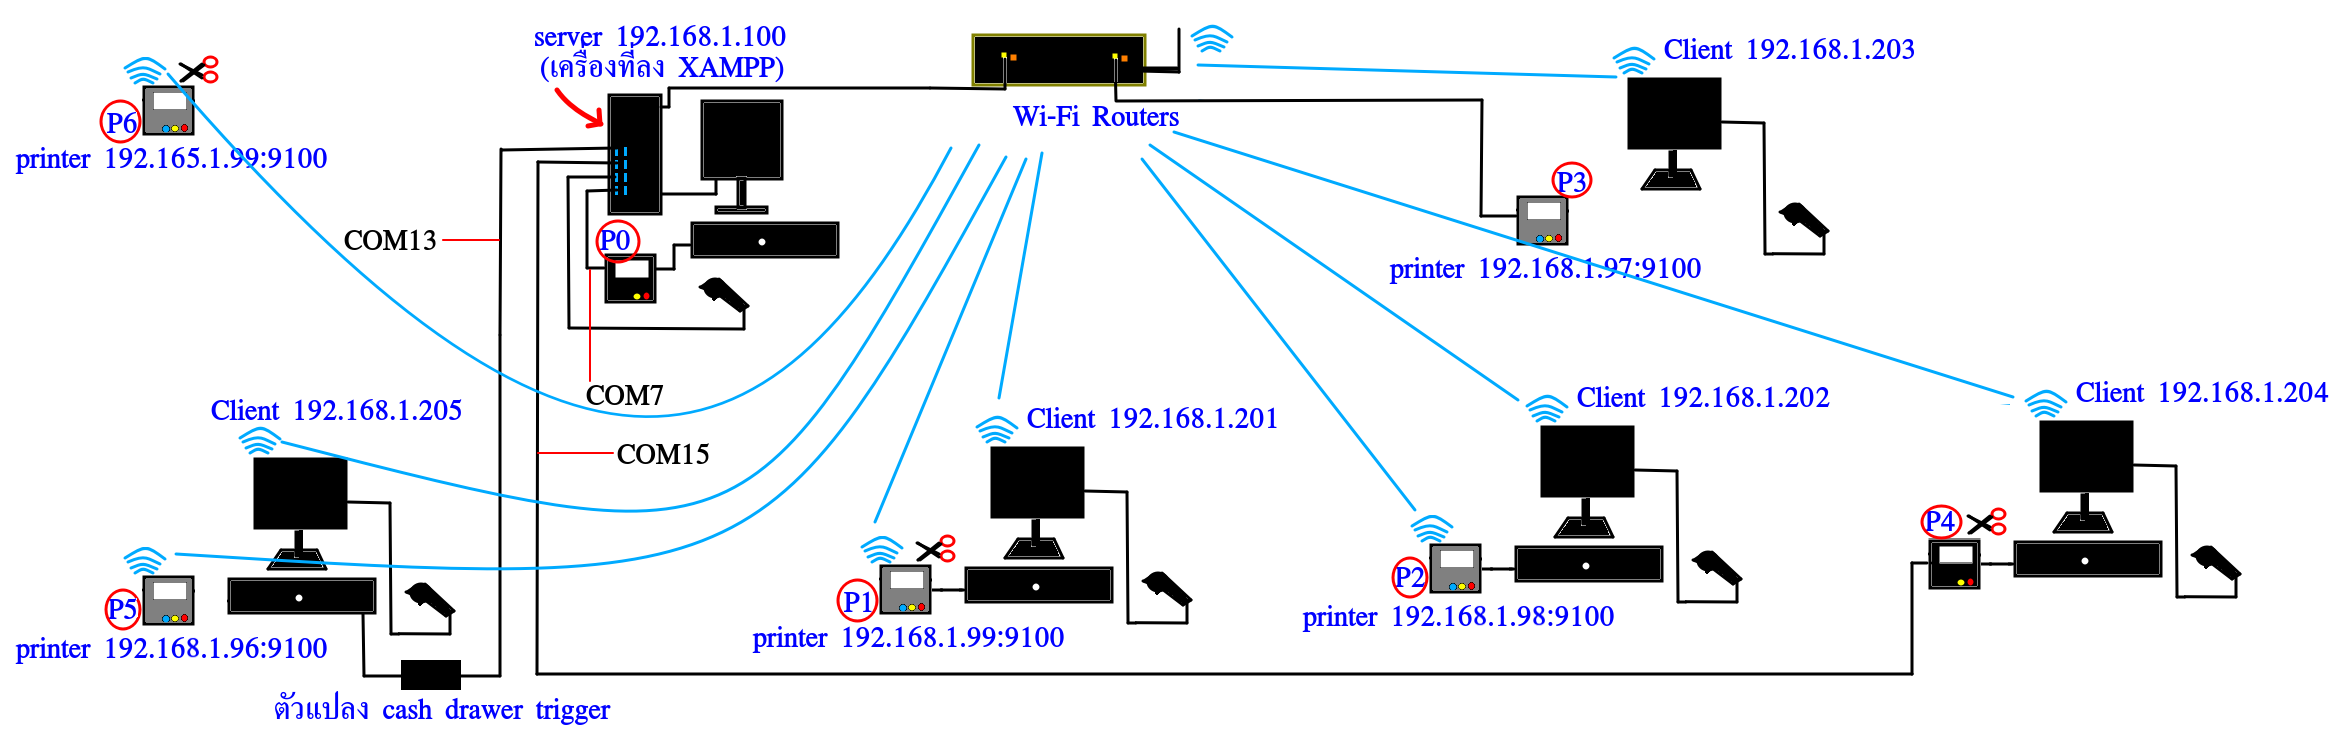 server 192.168.1.100
(เครื่องที่ลง XAMPP)
Client 192.168.1.203
Wi-Fi Routers
P6
printer 192.165.1.99:9100
P3
printer 192.168.1.97:9100
COM13
P0
COM7
Client 192.168.1.205
COM15
Client 192.168.1.201
Client 192.168.1.202
Client 192.168.1.204
P5
printer 192.168.1.96:9100
P1
printer 192.168.1.99:9100
P2
printer 192.168.1.98:9100
P4
ตัวแปลง cash drawer trigger